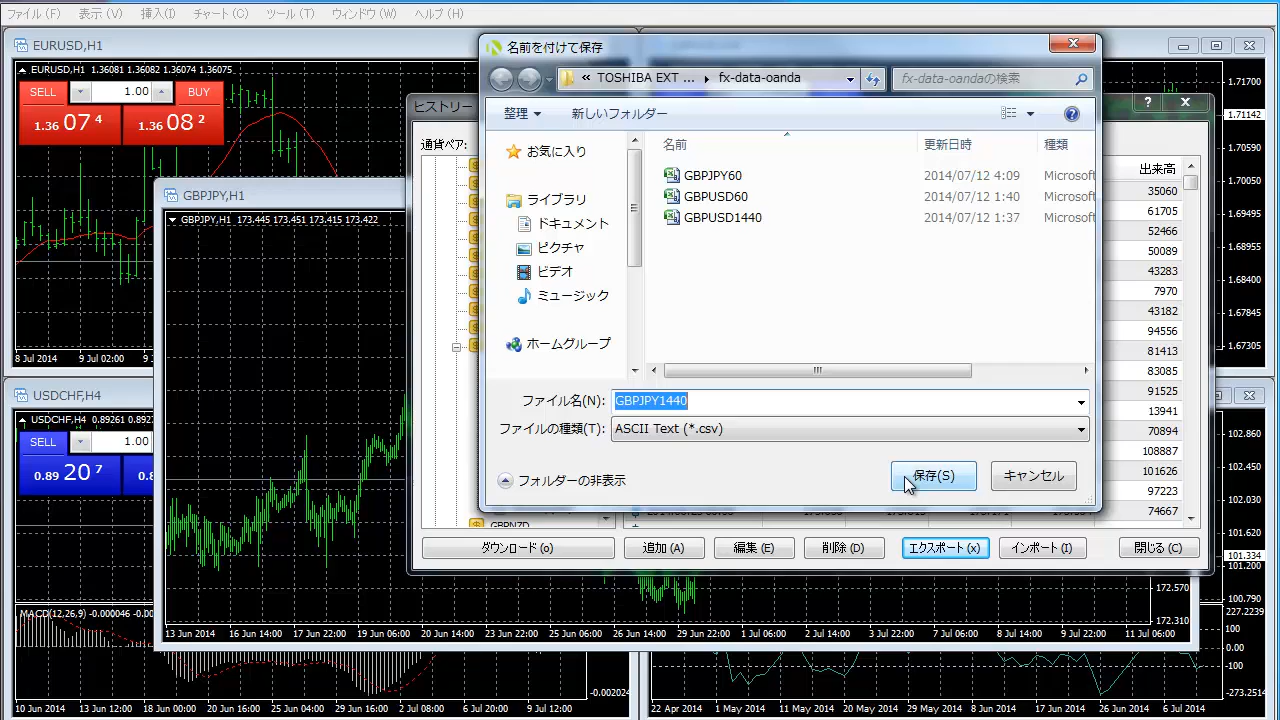 ファイル(F) 表示(V) 挿入(I) チャート(C) ツール(T) ウィンドウ(W) ヘルプ(H)
EURUSD,H1
EURUSD,H1 1.36081 1.36082 1.36074 1.36075
SELL 1.00 BUY
1.36 07 4 1.36 08 2
8 Jul 2014 9 Jul 02:00
1.71700
1.71142
1.70590
1.70050
1.69495
1.68955
1.68400
1.67845
1.67305
GBPJPY,H1
GBPJPY,H1 173.445 173.451 173.415 173.422
172.570
172.310
13 Jun 2014 16 Jun 14:00 17 Jun 22:00 19 Jun 06:00 20 Jun 14:00 23 Jun 22:00 25 Jun 06:00 26 Jun 14:00 29 Jun 22:00 1 Jul 06:00 2 Jul 14:00 3 Jul 22:00 7 Jul 06:00 8 Jul 14:00 9 Jul 22:00 11 Jul 06:00
USDCHF,H4
USDCHF,H4 0.89261
SELL 1.00
0.89 20 7
MACD(12,26,9) -0.000046
-0.002024
10 Jun 2014 13 Jun 12:00 18 Jun 00:00 20 Jun 16:00 25 Jun 08:00 28 Jun 00:00 2 Jul 08:00 4 Jul 20:00 9 Jul 12:00
102.860
102.450
102.030
101.620
101.334
101.200
100.790
227.2239
100
0.00
-100
-273.2514
22 Apr 2014 1 May 2014 11 May 2014 20 May 2014 29 May 2014 8 Jun 2014 17 Jun 2014 26 Jun 2014 6 Jul 2014
ヒストリー
通貨ペア:
出来高
35060
61705
52466
50089
43283
7970
43182
94556
81413
83085
91525
13941
70894
108887
101626
97223
74667
GBPNZD
ダウンロード(o) 追加(A) 編集(E) 削除(D) エクスポート(x) インポート(I) 閉じる(C)
名前を付けて保存
« TOSHIBA EXT ... fx-data-oanda
fx-data-oandaの検索
整理 新しいフォルダー
お気に入り
ライブラリ
ドキュメント
ピクチャ
ビデオ
ミュージック
ホームグループ
名前 更新日時 種類
GBPJPY60 2014/07/12 4:09 Microsoft
GBPUSD60 2014/07/12 1:40 Microsoft
GBPUSD1440 2014/07/12 1:37 Microsoft
ファイル名(N): GBPJPY1440
ファイルの種類(T): ASCII Text (*.csv)
フォルダーの非表示 保存(S) キャンセル